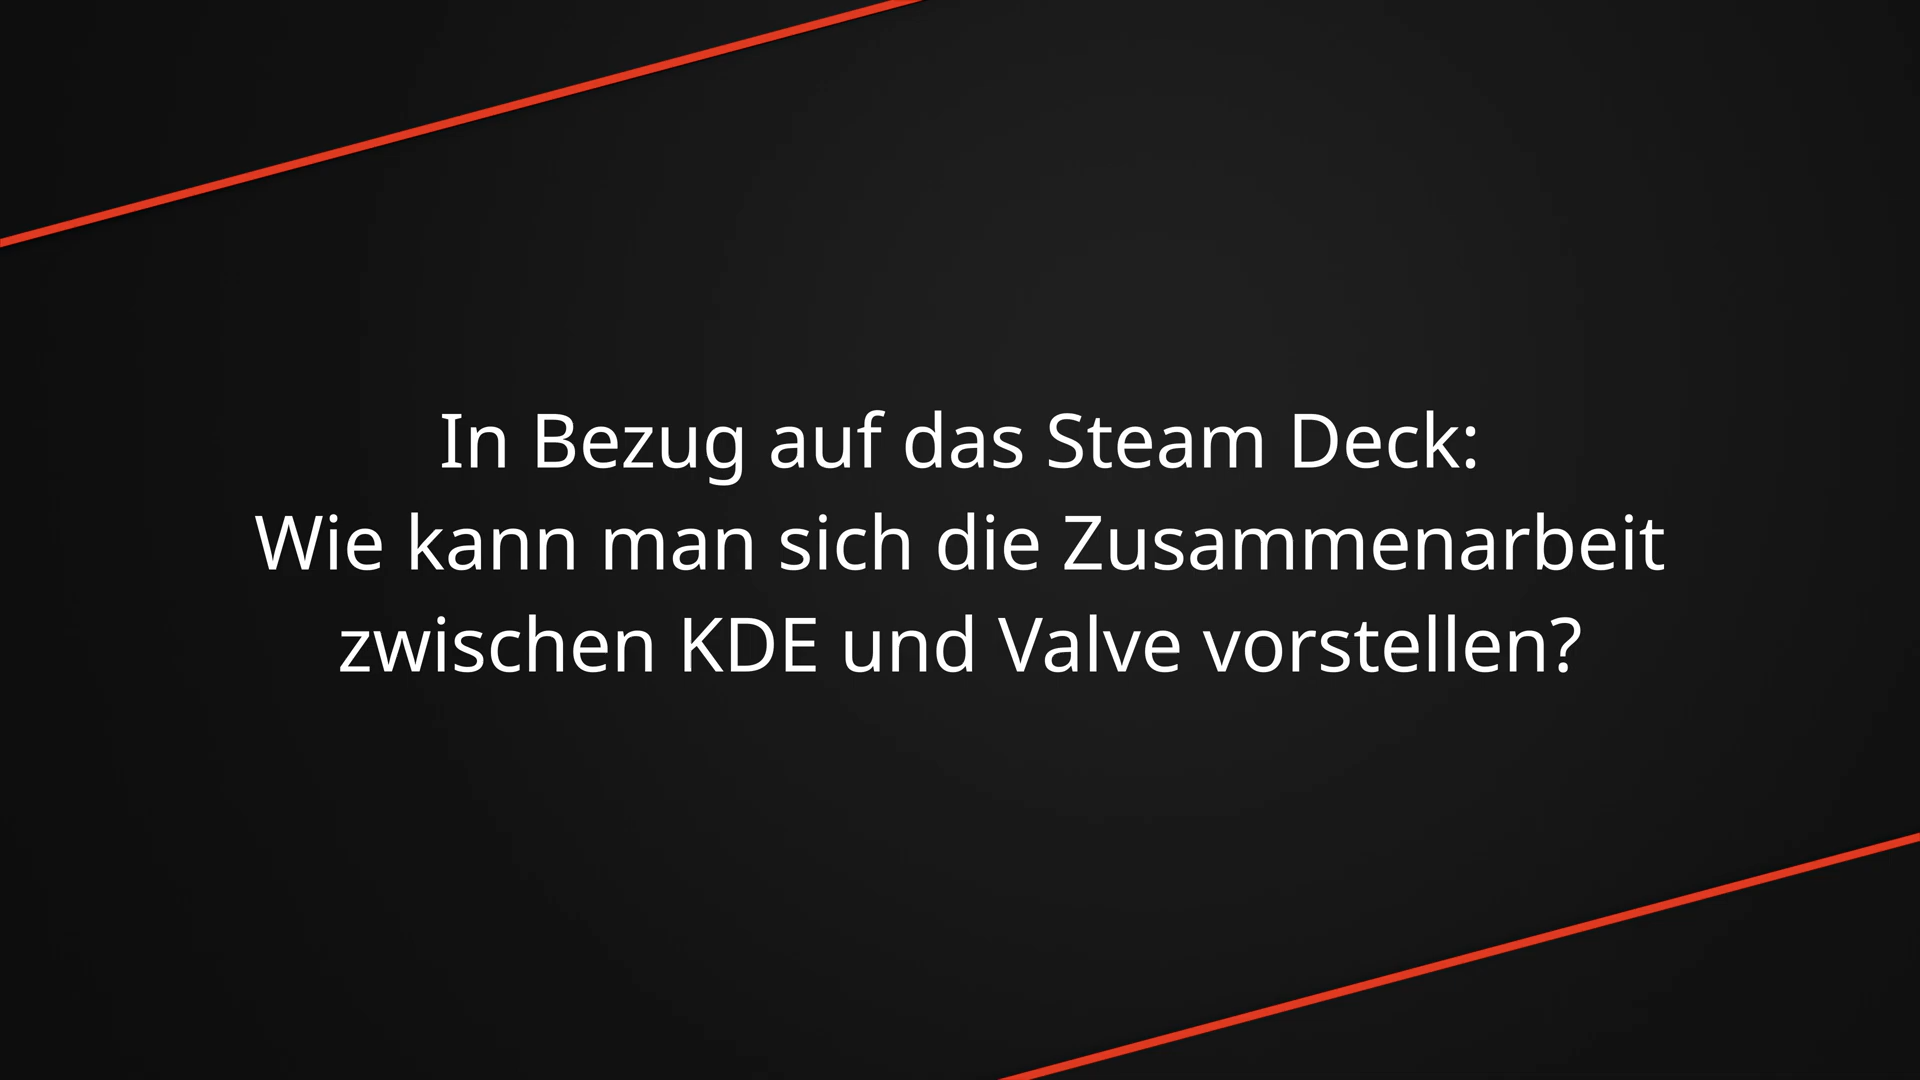 In Bezug auf das Steam Deck:
Wie kann man sich die Zusammenarbeit
zwischen KDE und Valve vorstellen?